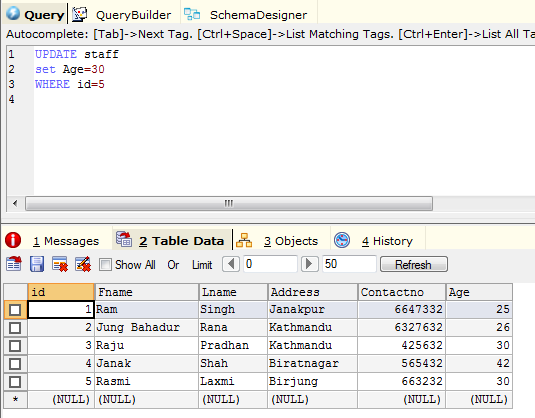 Query QueryBuilder SchemaDesigner
Autocomplete: [Tab]->Next Tag. [Ctrl+Space]->List Matching Tags. [Ctrl+Enter]->List All Ta
1 UPDATE staff
2 set Age=30
3 WHERE id=5
4
1 Messages 2 Table Data 3 Objects 4 History
Show All Or Limit 0 50 Refresh
id Fname Lname Address Contactno Age
1 Ram Singh Janakpur 6647332 25
2 Jung Bahadur Rana Kathmandu 6327632 26
3 Raju Pradhan Kathmandu 425632 30
4 Janak Shah Biratnagar 565432 42
5 Rasmi Laxmi Birjung 663232 30
* (NULL) (NULL) (NULL) (NULL) (NULL) (NULL)